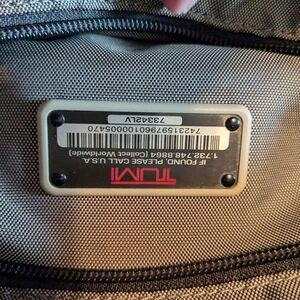 TUMI
IF FOUND, PLEASE CALL U.S.A.
1.732.748.8864 (Collect Worldwide)
74231597960100005470
73342LV